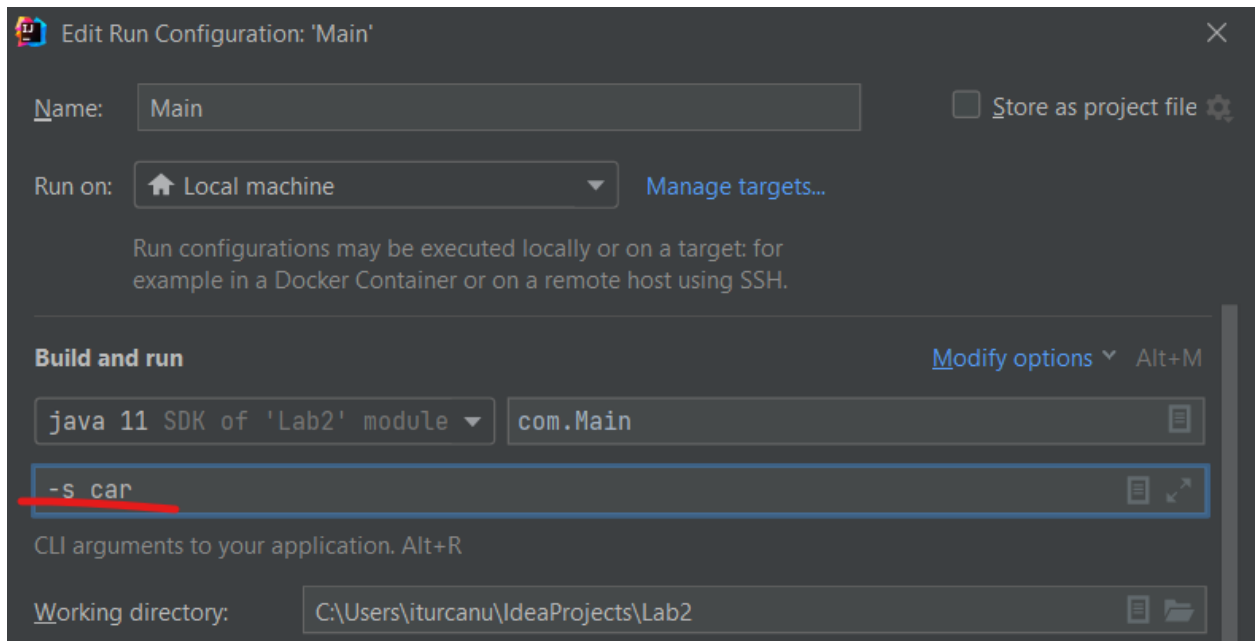 Edit Run Configuration: 'Main'
Name: Main Store as project file
Run on: Local machine Manage targets...
Run configurations may be executed locally or on a target: for
example in a Docker Container or on a remote host using SSH.
Build and run Modify options Alt+M
java 11 SDK of 'Lab2' module com.Main
-s car
CLI arguments to your application. Alt+R
Working directory: C:\Users\iturcanu\IdeaProjects\Lab2